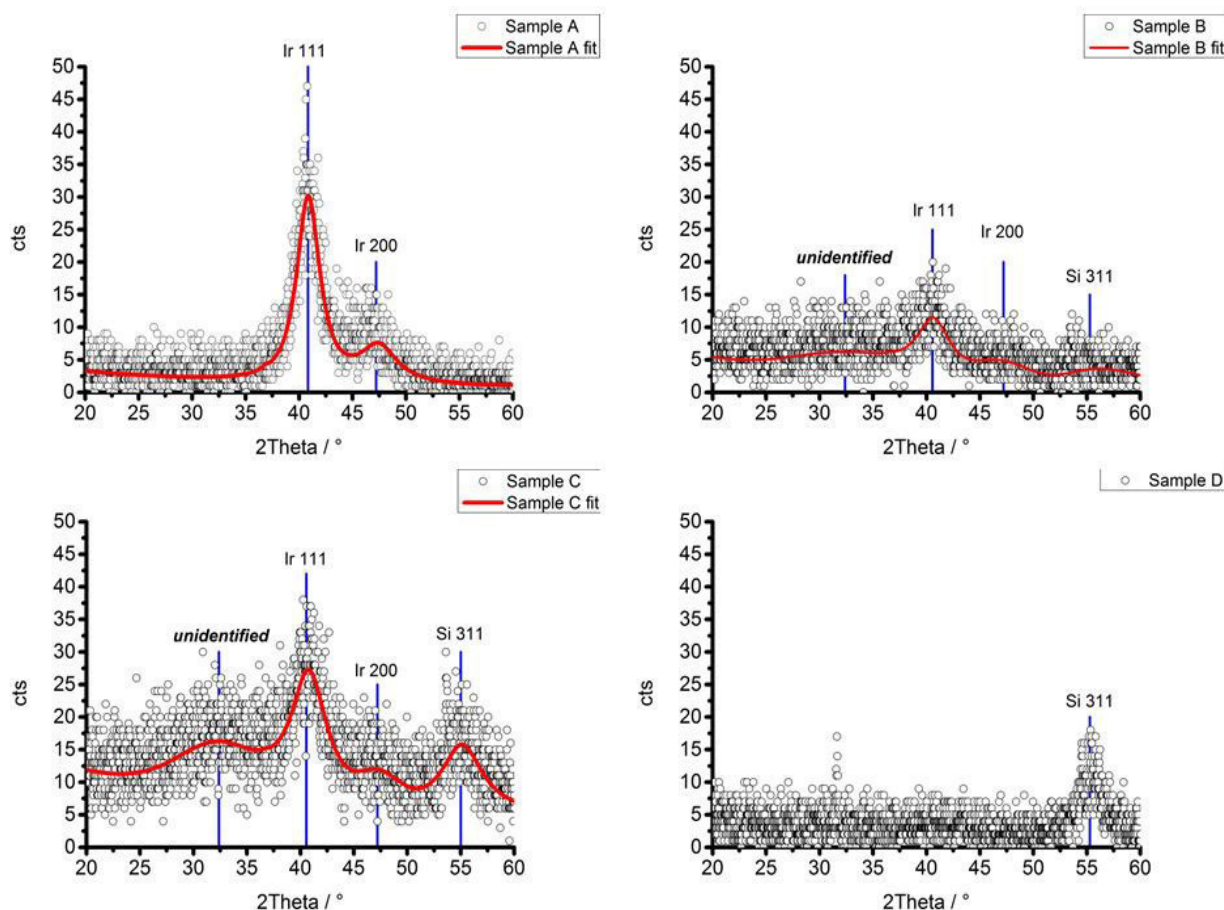 Sample A
Sample A fit
Ir 111
50
45
40
35
30
25
20
15
10
5
0
cts
Ir 200
20 25 30 35 40 45 50 55 60
2Theta / °
Sample B
Sample B fit
50
45
40
35
30
25
20
15
10
5
0
cts
unidentified
Ir 111
Ir 200
Si 311
20 25 30 35 40 45 50 55 60
2Theta / °
Sample C
Sample C fit
50
45
40
35
30
25
20
15
10
5
0
cts
unidentified
Ir 111
Ir 200
Si 311
20 25 30 35 40 45 50 55 60
2Theta / °
Sample D
50
45
40
35
30
25
20
15
10
5
0
cts
Si 311
20 25 30 35 40 45 50 55 60
2Theta / °